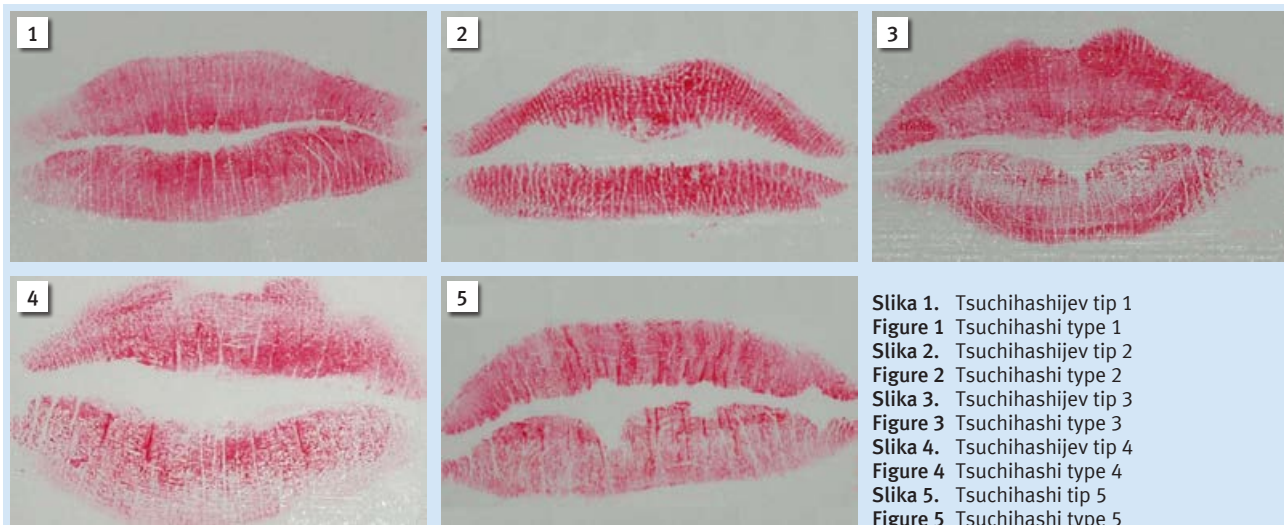 1
2
3
4
5
Slika 1. Tsuchihashijev tip 1
Figure 1 Tsuchihashi type 1
Slika 2. Tsuchihashijev tip 2
Figure 2 Tsuchihashi type 2
Slika 3. Tsuchihashijev tip 3
Figure 3 Tsuchihashi type 3
Slika 4. Tsuchihashijev tip 4
Figure 4 Tsuchihashi type 4
Slika 5. Tsuchihashi tip 5
Figure 5 Tsuchihashi type 5